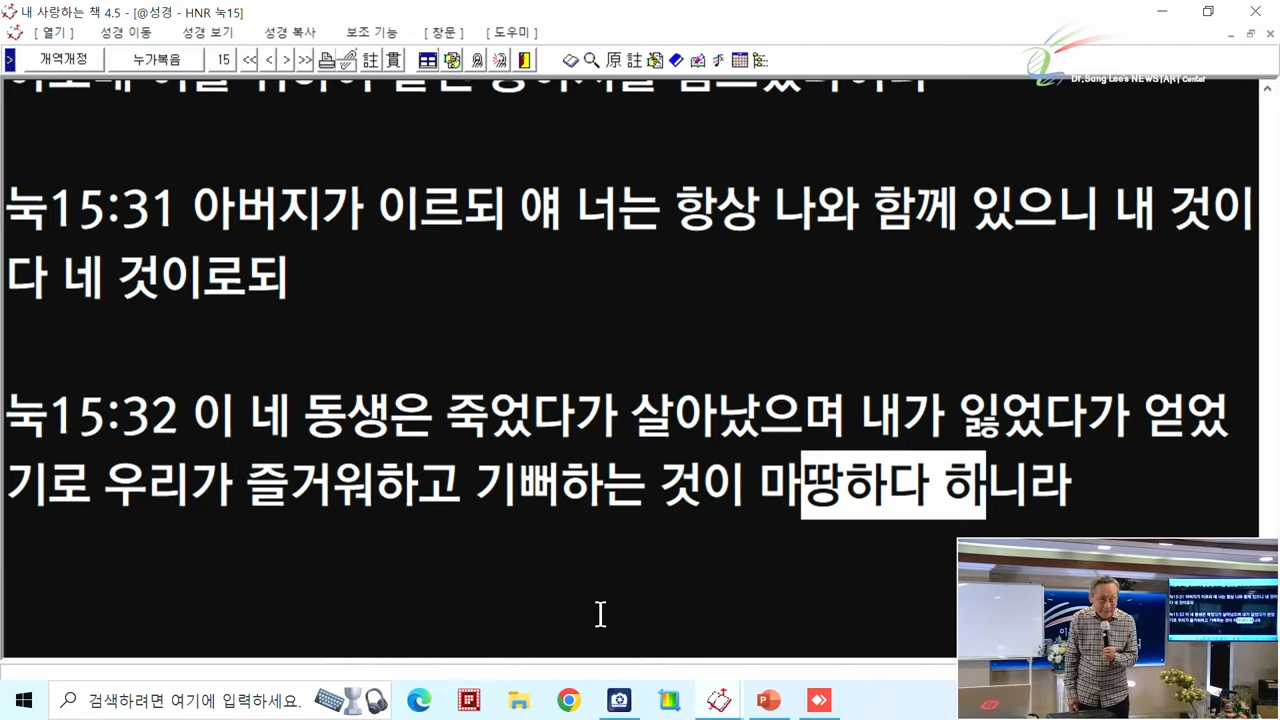 내 사랑하는 책 4.5 - [@성경 - HNR 눅15]
[ 열기 ] 성경 이동 성경 보기 성경 복사 보조 기능 [ 창문 ] [ 도우미 ]
개역개정 누가복음 15 << < > >> 註 貫 原 註
Dr.Sang Lee's NEWSTART Center
눅15:31 아버지가 이르되 얘 너는 항상 나와 함께 있으니 내 것이
다 네 것이로되
눅15:32 이 네 동생은 죽었다가 살아났으며 내가 잃었다가 얻었
기로 우리가 즐거워하고 기뻐하는 것이 마땅하다 하니라
검색하려면 여기에 입력하세요.